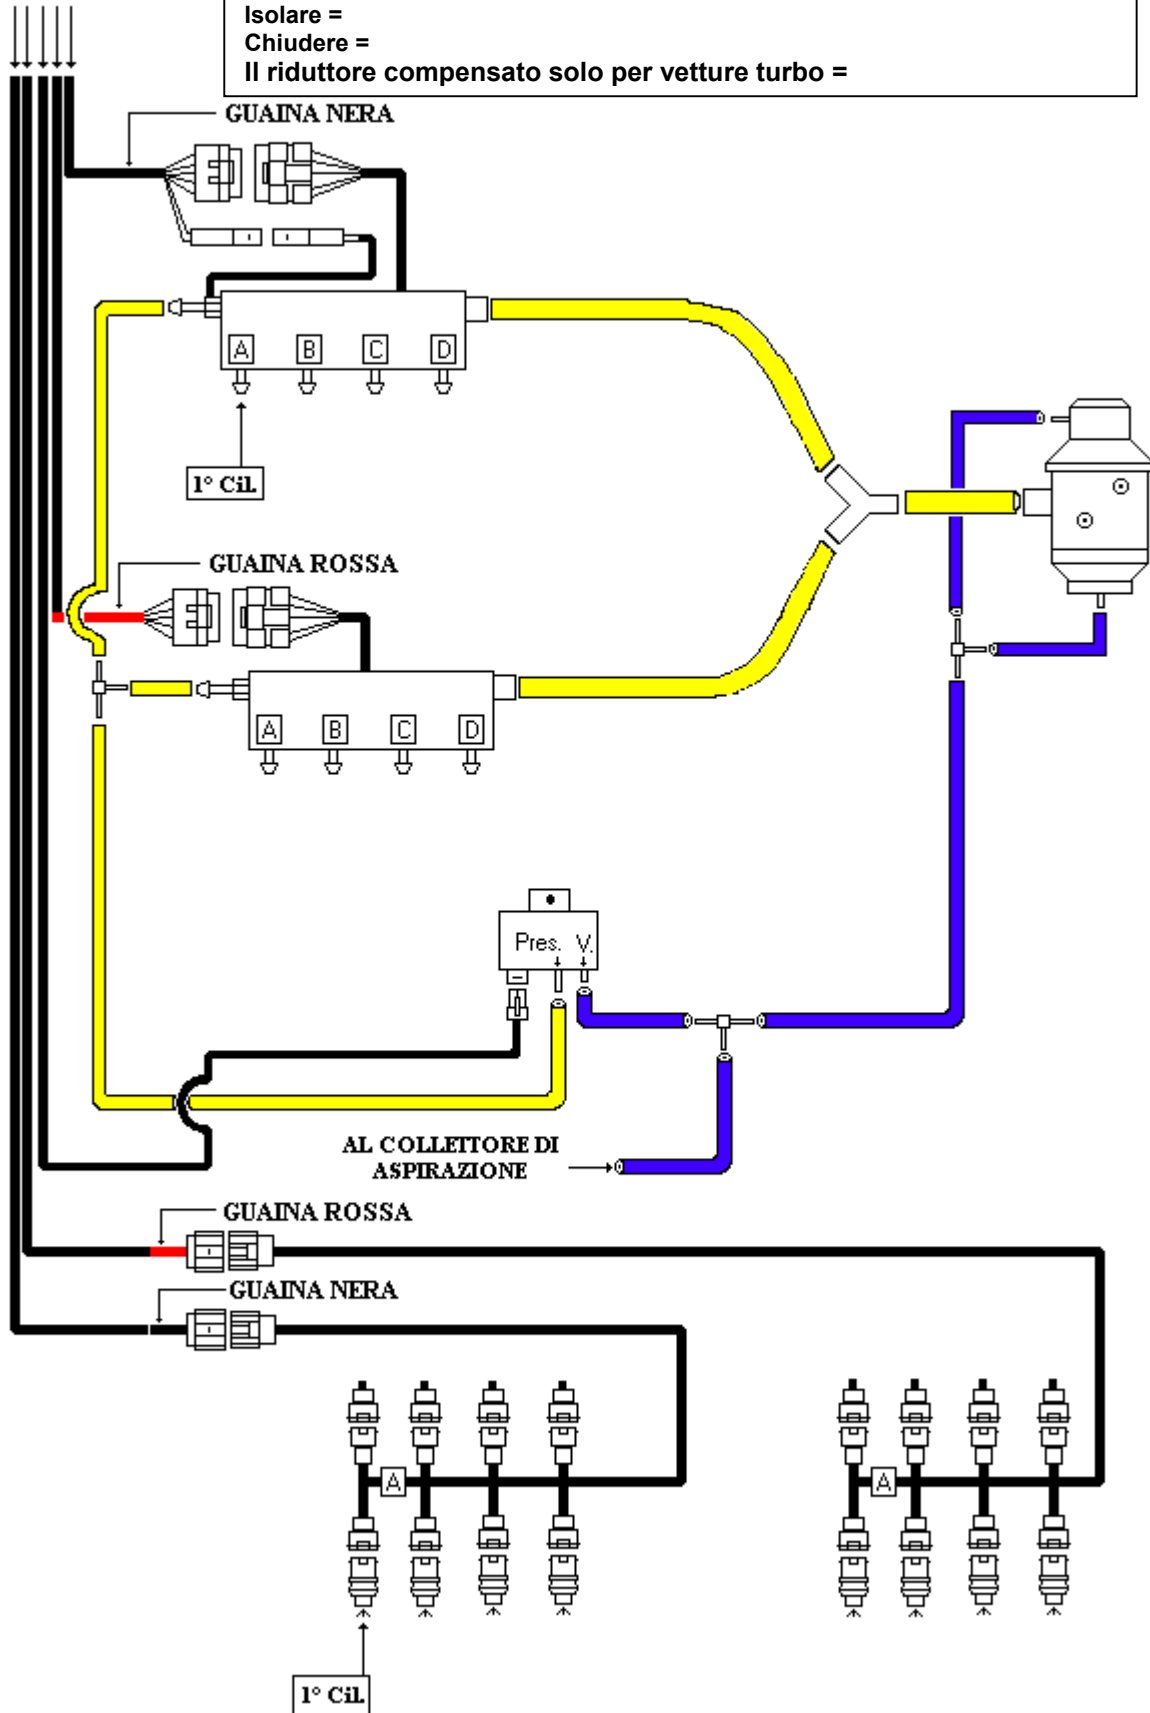 Isolare =
Chiudere =
Il riduttore compensato solo per vetture turbo =
GUAINA NERA
A B C D
1° Cil.
GUAINA ROSSA
A B C D
Pres. V.
AL COLLETTORE DI
ASPIRAZIONE
GUAINA ROSSA
GUAINA NERA
A
A
1° Cil.